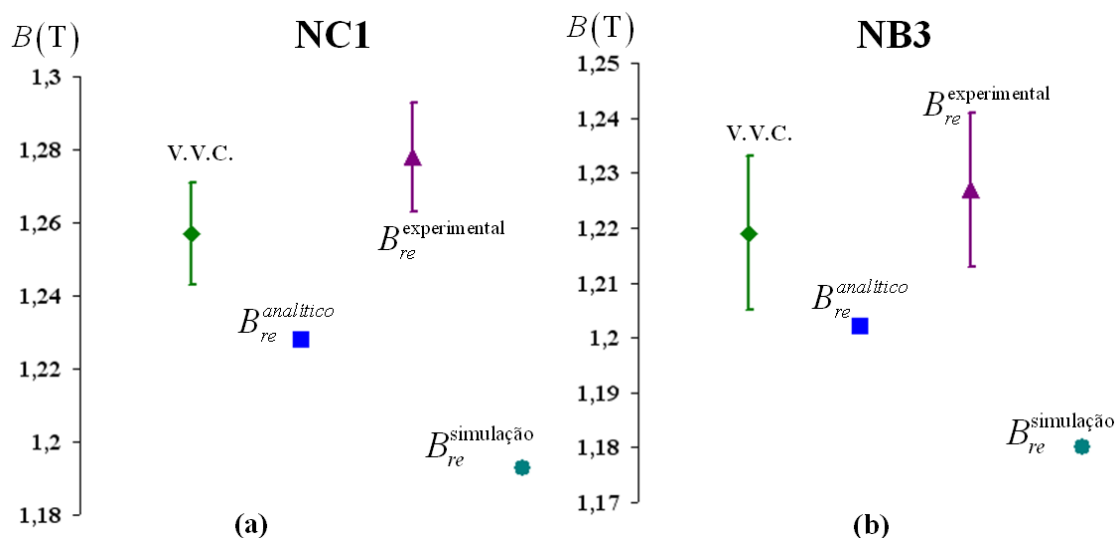 B(T)
NC1
1,3
1,28
1,26
1,24
1,22
1,2
1,18
V.V.C.
B_re^experimental
B_re^analítico
B_re^simulação
(a)
B(T)
NB3
1,25
1,24
1,23
1,22
1,21
1,2
1,19
1,18
1,17
B_re^experimental
V.V.C.
B_re^analítico
B_re^simulação
(b)